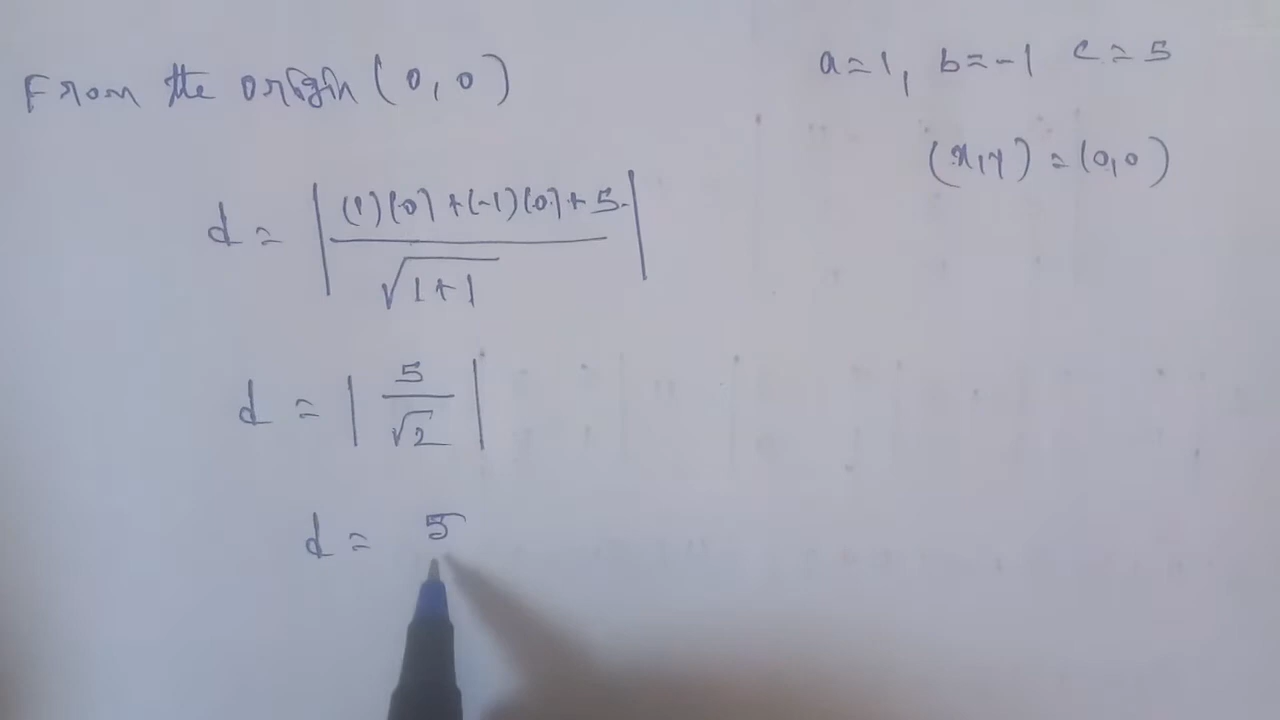 From the origin (0,0)
a=1, b=-1 c=5
(x,y) = (0,0)
d = | (1)(0)+(-1)(0)+5 / √1+1 |
d = | 5 / √2 |
d = 5